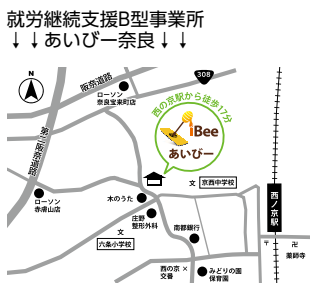 就労継続支援B型事業所
↓↓あいびー奈良↓↓
N
阪奈道路
308
ローソン
奈良宝来町店
西の京駅から徒歩17分
iBee
あいびー
第二阪奈道路
文 京西中学校
ローソン
赤膚山店
木のうた
西ノ京駅
庄野
整形外科
南都銀行
文
六条小学校
〒
卍
薬師寺
西の京
交番
×
みどりの園
保育園